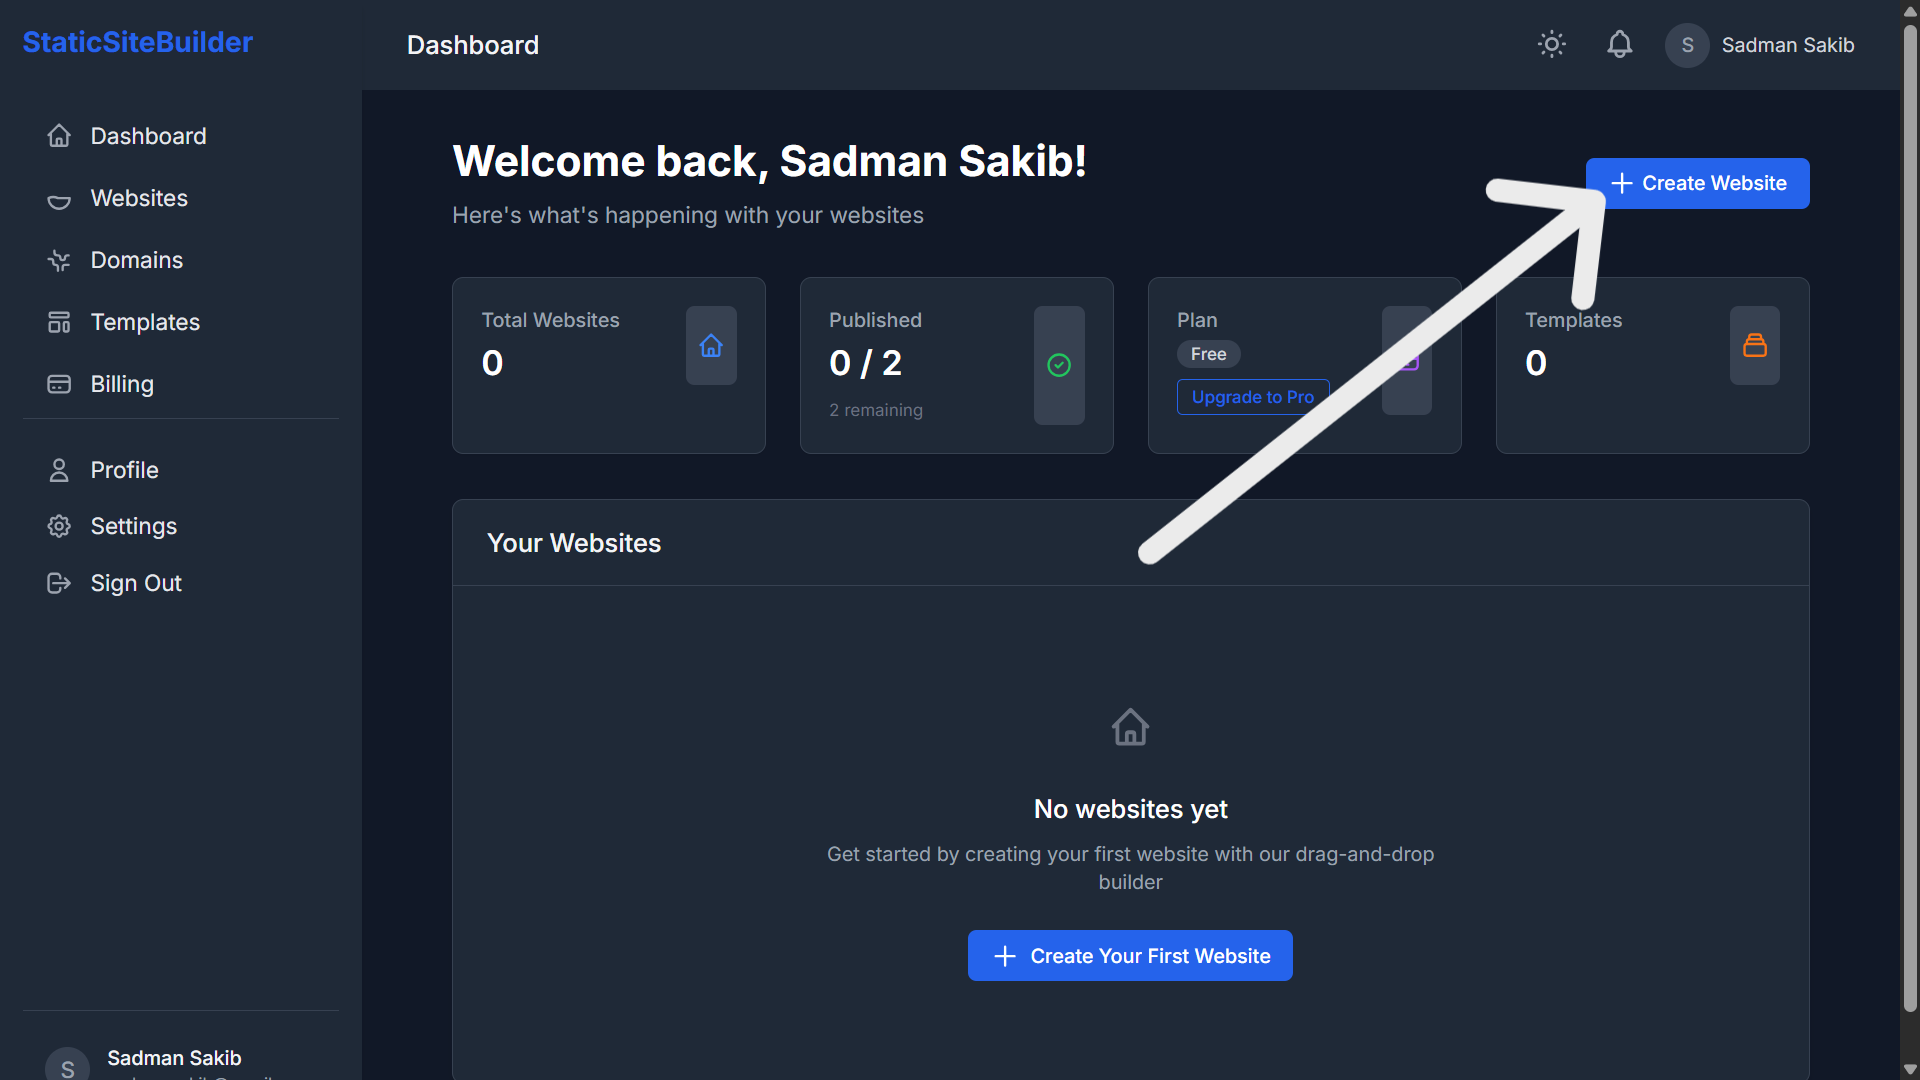 StaticSiteBuilder
Dashboard
Websites
Domains
Templates
Billing
Profile
Settings
Sign Out
S
Sadman Sakib
Dashboard
S
Sadman Sakib
Welcome back, Sadman Sakib!
Here's what's happening with your websites
Create Website
Total Websites
0
Published
0 / 2
2 remaining
Plan
Free
Upgrade to Pro
Templates
0
Your Websites
No websites yet
Get started by creating your first website with our drag-and-drop
builder
Create Your First Website